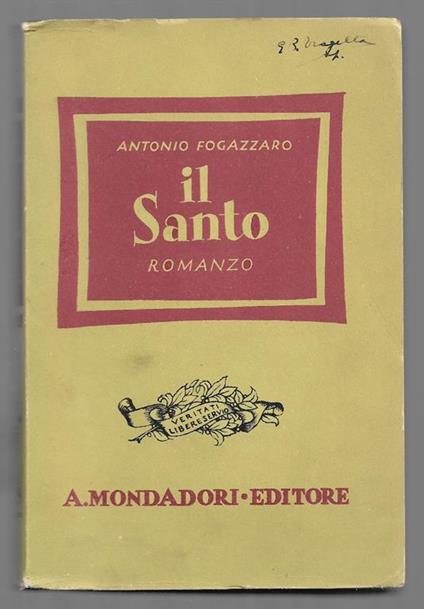 ANTONIO FOGAZZARO
il
Santo
ROMANZO
VERITATI
LIBERE SERVIO
A. MONDADORI • EDITORE